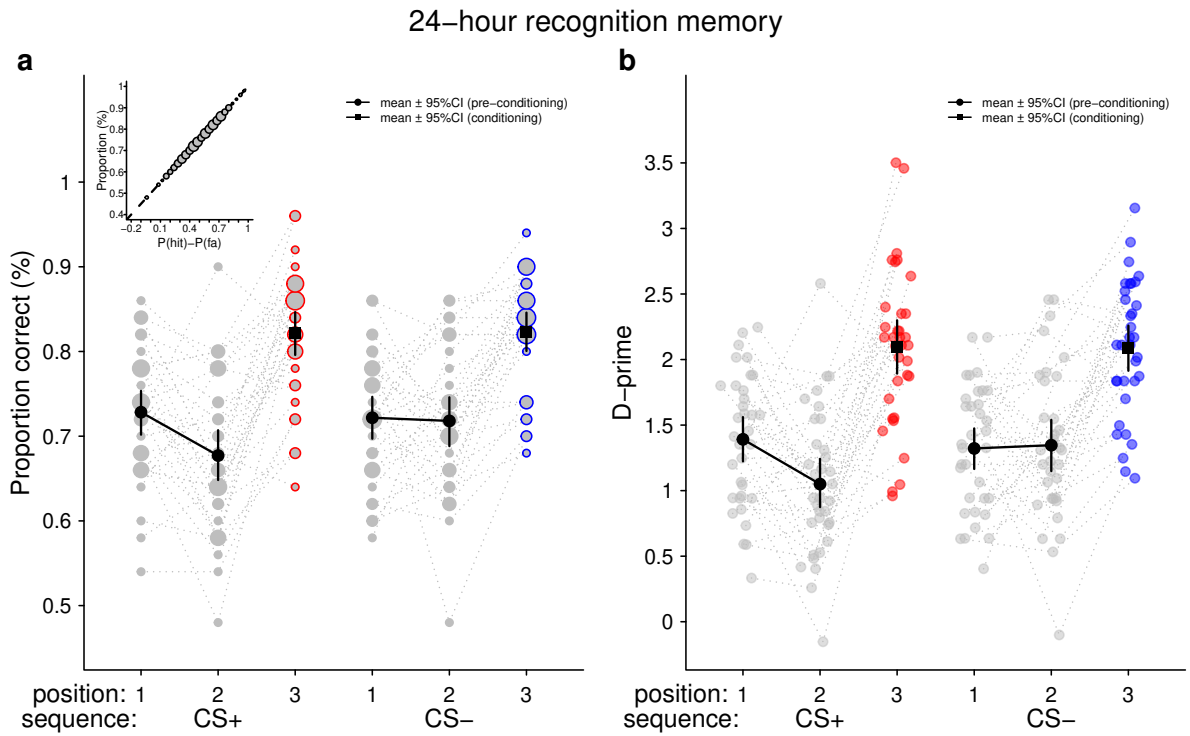 24−hour recognition memory
a
1
0.9
0.8
0.7
0.6
0.5
0.4
Proportion (%)
−0.2 0.1 0.4 0.7 1
P(hit)−P(fa)
mean ± 95%CI (pre-conditioning)
mean ± 95%CI (conditioning)
Proportion correct (%)
1
0.9
0.8
0.7
0.6
0.5
position: 1 2 3 1 2 3
sequence: CS+ CS−
b
mean ± 95%CI (pre-conditioning)
mean ± 95%CI (conditioning)
D−prime
3.5
3
2.5
2
1.5
1
0.5
0
position: 1 2 3 1 2 3
sequence: CS+ CS−